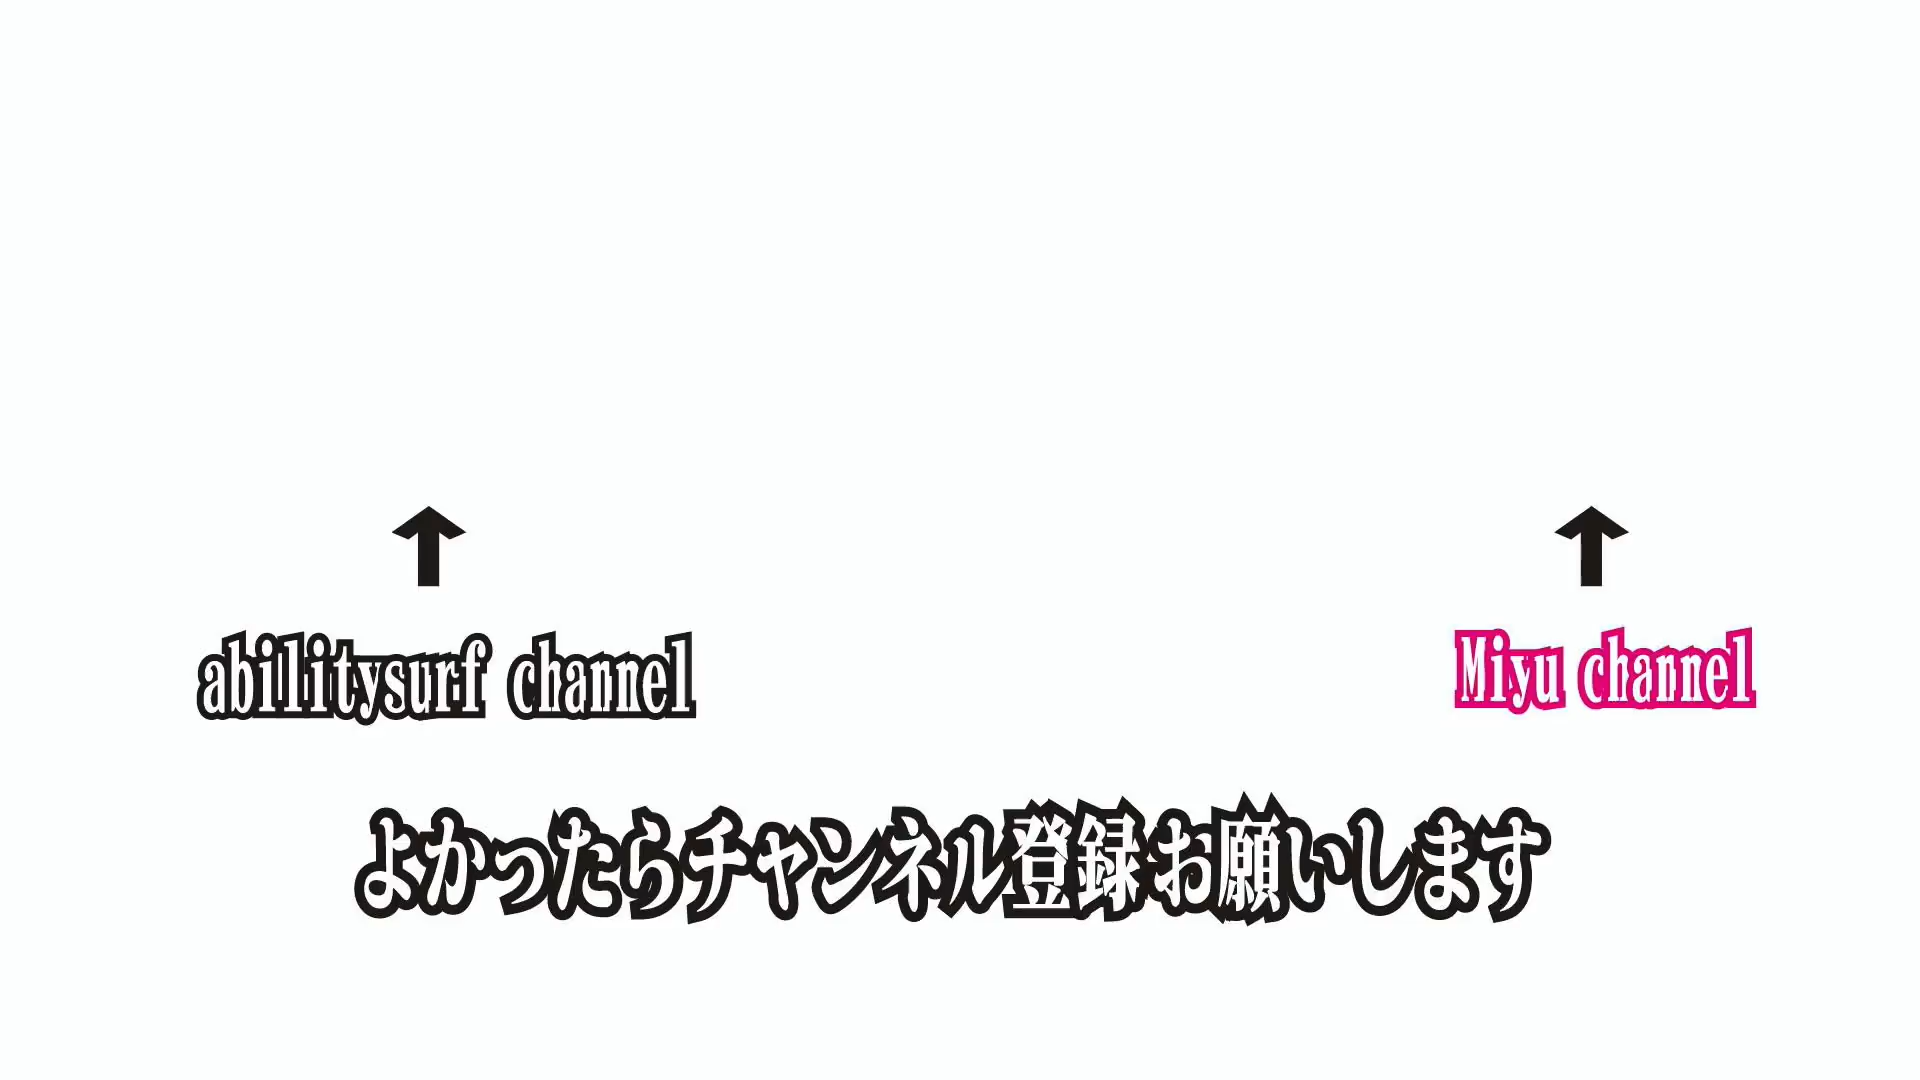 abilitysurf channel
Miyu channel
よかったらチャンネル登録お願いします